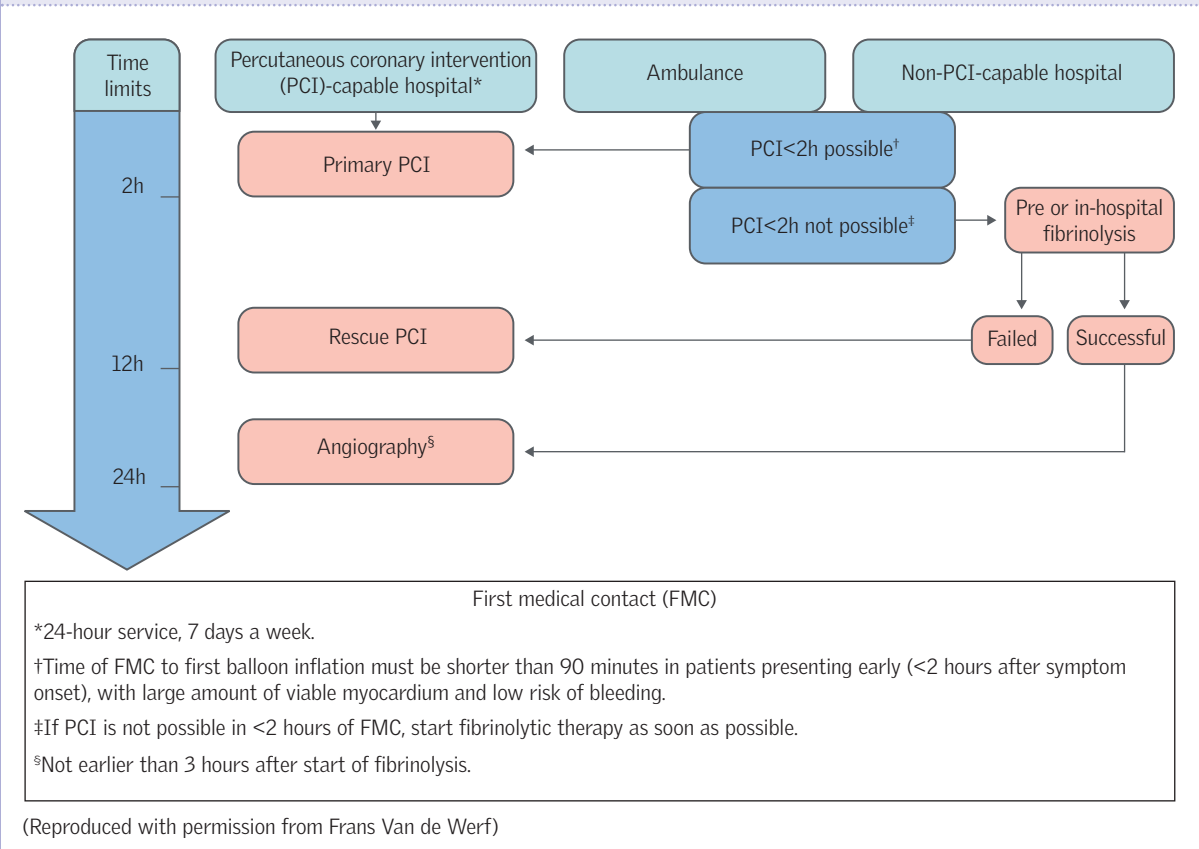 Time
limits
Percutaneous coronary intervention
(PCI)-capable hospital*
Ambulance
Non-PCI-capable hospital
Primary PCI
PCI<2h possible†
2h
PCI<2h not possible‡
Pre or in-hospital
fibrinolysis
Rescue PCI
Failed
Successful
12h
Angiography§
24h
First medical contact (FMC)
*24-hour service, 7 days a week.
†Time of FMC to first balloon inflation must be shorter than 90 minutes in patients presenting early (<2 hours after symptom
onset), with large amount of viable myocardium and low risk of bleeding.
‡If PCI is not possible in <2 hours of FMC, start fibrinolytic therapy as soon as possible.
§Not earlier than 3 hours after start of fibrinolysis.
(Reproduced with permission from Frans Van de Werf)